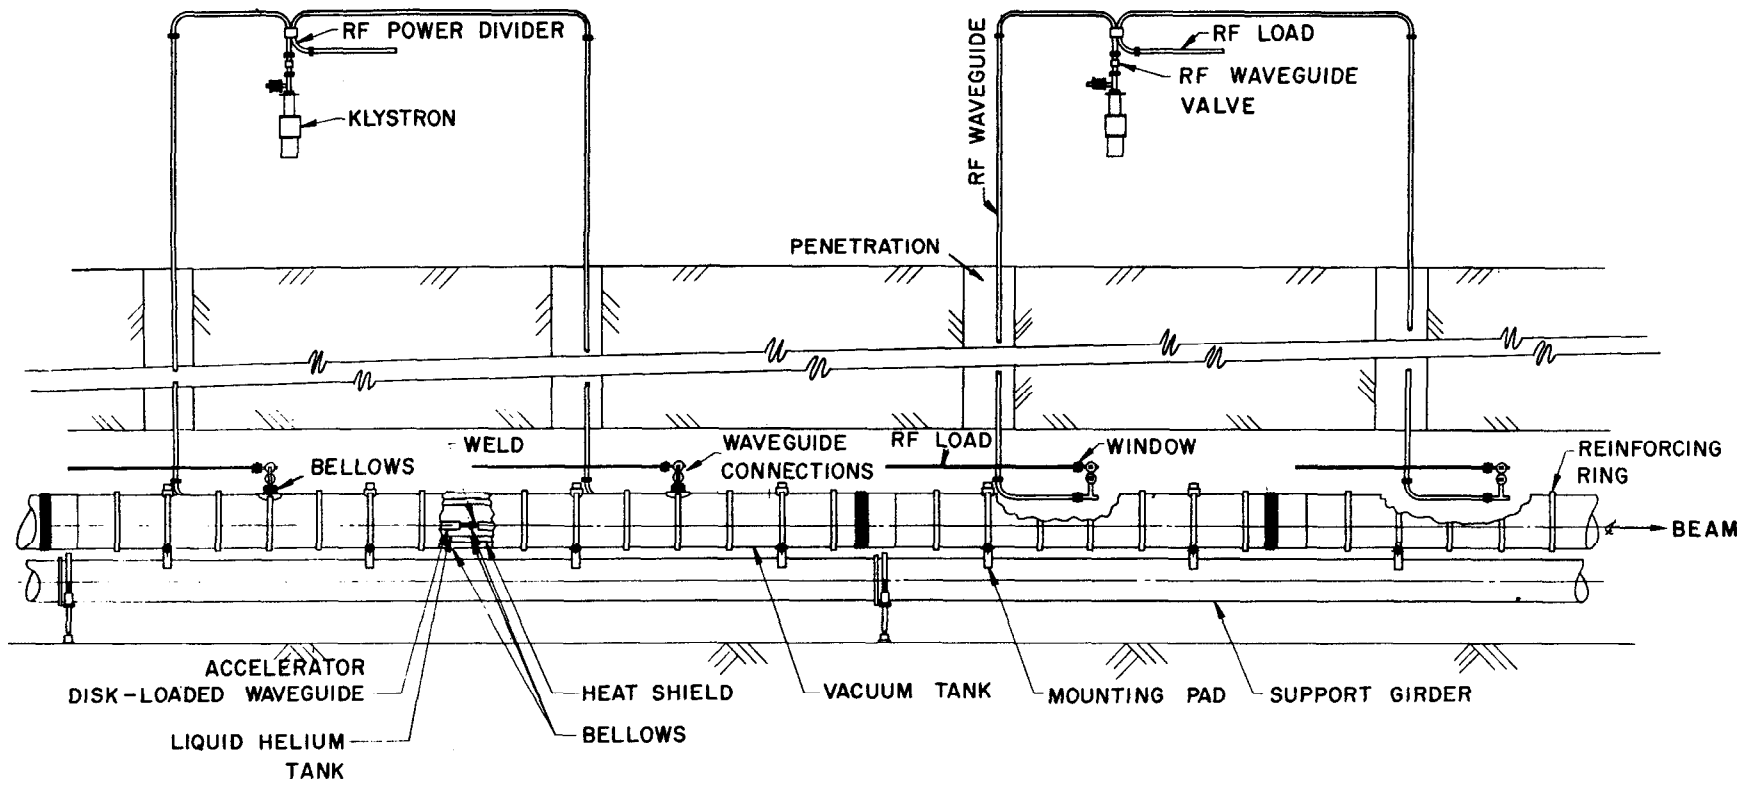 RF POWER DIVIDER
KLYSTRON
RF WAVEGUIDE
RF LOAD
RF WAVEGUIDE
VALVE
PENETRATION
WELD
BELLOWS
WAVEGUIDE
CONNECTIONS
RF LOAD
WINDOW
REINFORCING
RING
BEAM
ACCELERATOR
DISK-LOADED WAVEGUIDE
LIQUID HELIUM
TANK
HEAT SHIELD
BELLOWS
VACUUM TANK
MOUNTING PAD
SUPPORT GIRDER